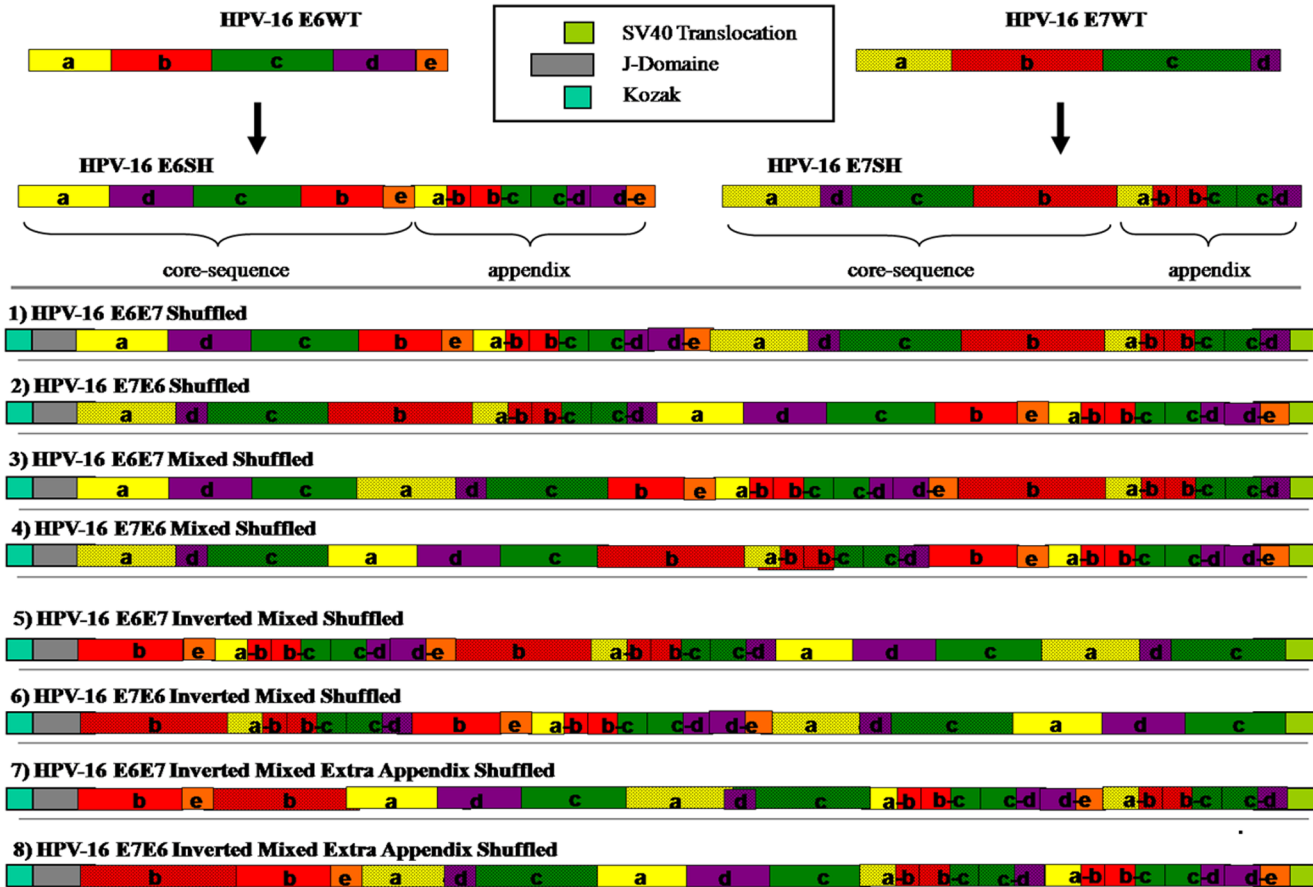 HPV-16 E6WT
a b c d e
SV40 Translocation
J-Domaine
Kozak
HPV-16 E7WT
a b c d
HPV-16 E6SH
a d c b e a-b b-c c-d d-e
core-sequence appendix
HPV-16 E7SH
a d c b a-b b-c c-d
core-sequence appendix
1) HPV-16 E6E7 Shuffled
a d c b e a-b b-c c-d d-e a d c b a-b b-c c-d
2) HPV-16 E7E6 Shuffled
a d c b a-b b-c c-d a d c b e a-b b-c c-d d-e
3) HPV-16 E6E7 Mixed Shuffled
a d c a d c b e a-b b-c c-d d-e b a-b b-c c-d
4) HPV-16 E7E6 Mixed Shuffled
a d c a d c b a-b b-c c-d b e a-b b-c c-d d-e
5) HPV-16 E6E7 Inverted Mixed Shuffled
b e a-b b-c c-d d-e b a-b b-c c-d a d c a d c
6) HPV-16 E7E6 Inverted Mixed Shuffled
b a-b b-c c-d b e a-b b-c c-d d-e a d c a d c
7) HPV-16 E6E7 Inverted Mixed Extra Appendix Shuffled
b e b a d c a d c a-b b-c c-d d-e a-b b-c c-d
8) HPV-16 E7E6 Inverted Mixed Extra Appendix Shuffled
b b e a d c a d c a-b b-c c-d a-b b-c c-d d-e